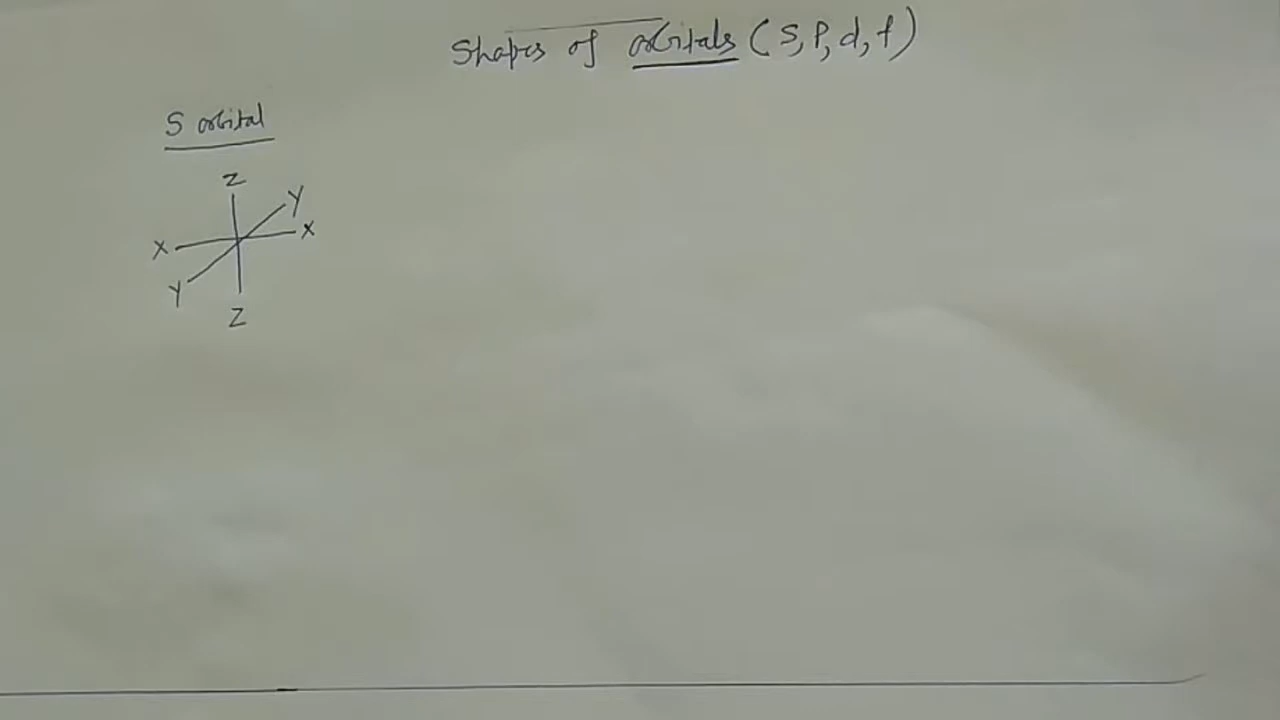 Shapes of orbitals (S, P, d, f)
S orbital
Z
Y
X X
Y
Z